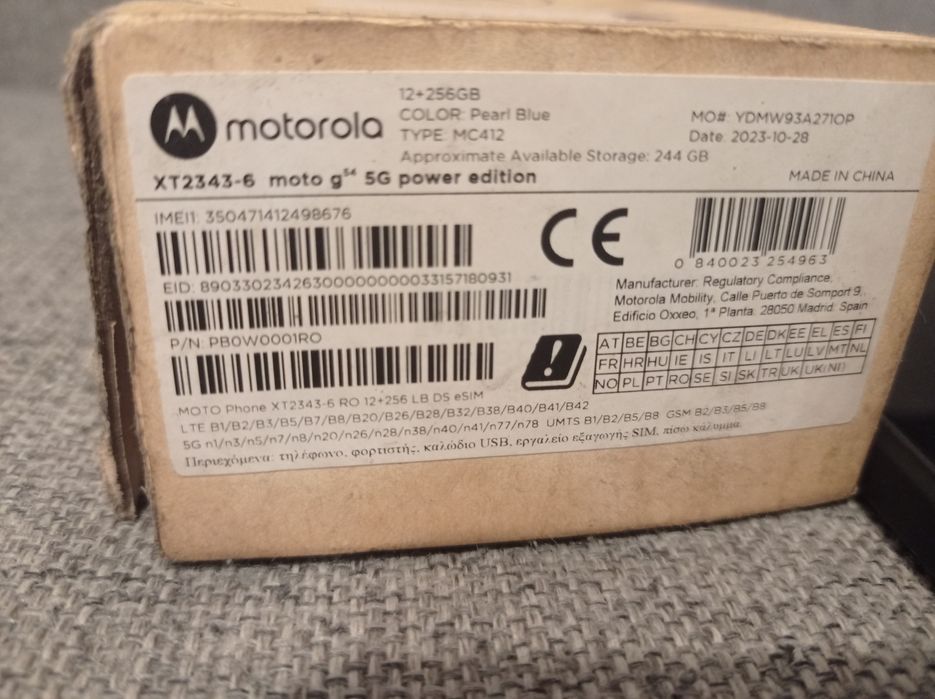 motorola
12+256GB
COLOR: Pearl Blue
TYPE MC412
Approximate Available Storage: 244 GB
MO#: YDMW93A271OP
Date: 2023-10-28
XT2343-6 moto g⁵⁴ 5G power edition
MADE IN CHINA
IMEI1: 350471412498676
EID: 89033023426300000000033157180931
P/N: PB0W0001RO
CE
0 840023 254963
Manufacturer: Regulatory Compliance,
Motorola Mobility, Calle Puerto de Somport 9,
Edificio Oxxeo, 1ª Planta. 28050 Madrid. Spain
AT BE BG CH CY CZ DE DK EE EL ES FI
FR HR HU IE IS IT LI LT LU LV MT NL
NO PL PT RO SE SI SK TR UK UK(NI)
MOTO Phone XT2343-6 RO 12+256 LB DS eSIM
LTE B1/B2/B3/B5/B7/B8/B20/B26/B28/B32/B38/B40/B41/B42
5G n1/n3/n5/n7/n8/n20/n26/n28/n38/n40/n41/n77/n78 UMTS B1/B2/B5/B8 GSM B2/B3/B5/B8
Περιεχόμενα: τηλέφωνο, φορτιστής, καλώδιο USB, εργαλείο εξαγωγής SIM, πίσω κάλυμμα.